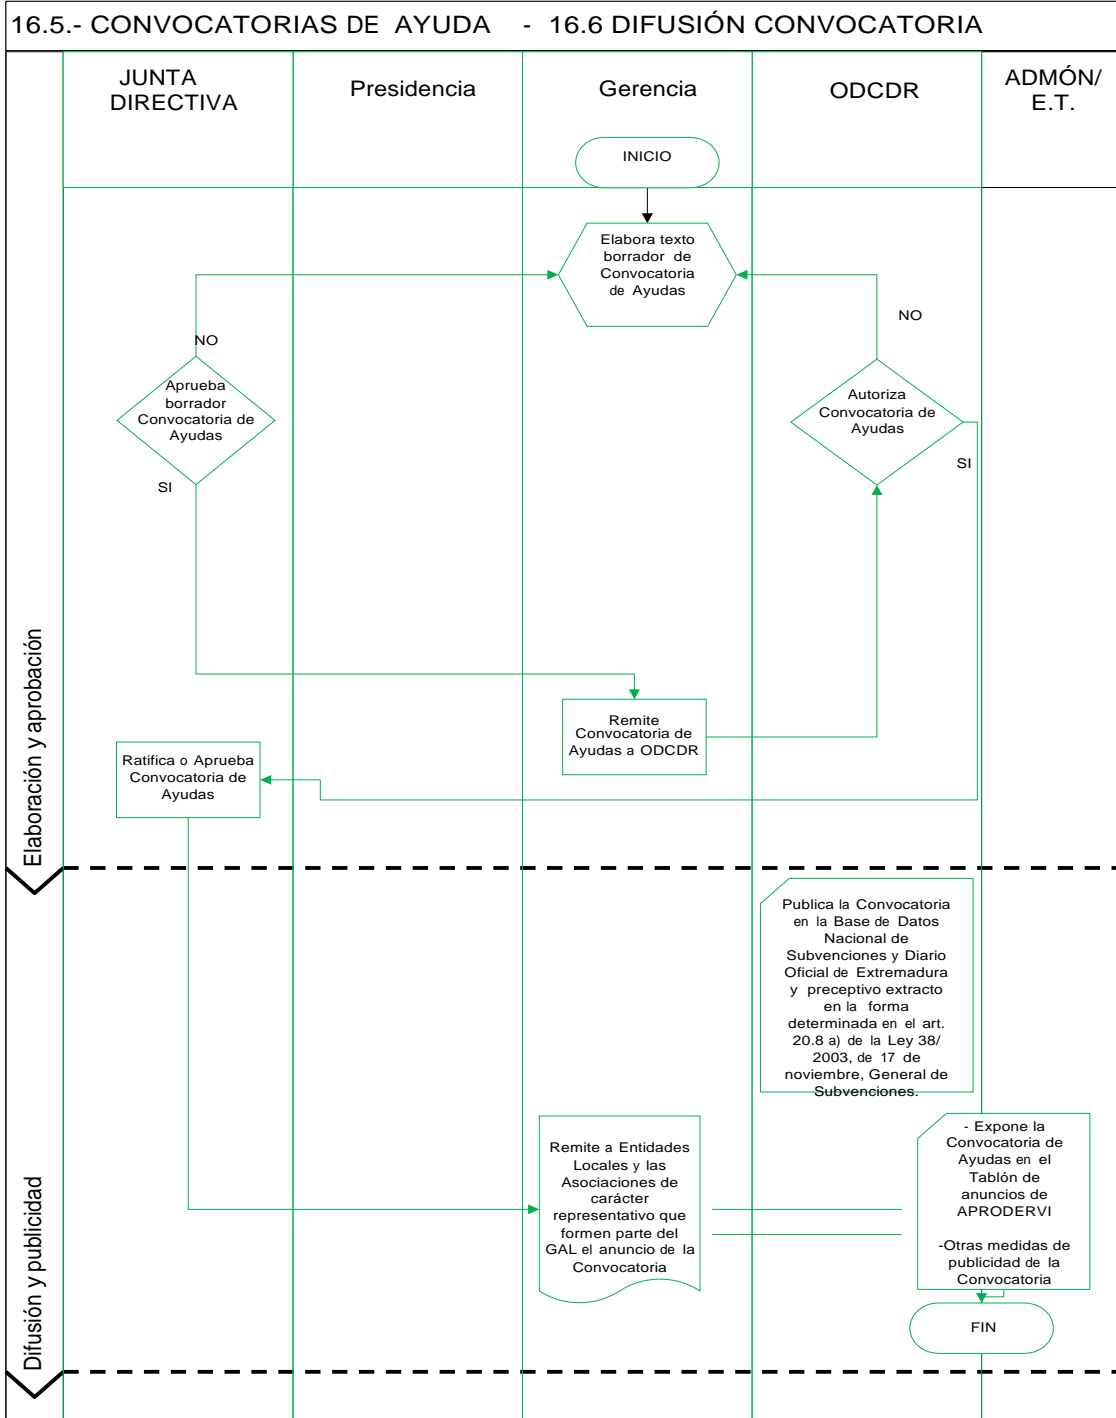 16.5.- CONVOCATORIAS DE AYUDA - 16.6 DIFUSIÓN CONVOCATORIA
JUNTA
DIRECTIVA
Presidencia
Gerencia
ODCDR
ADMÓN/
E.T.
INICIO
Elabora texto
borrador de
Convocatoria
de Ayudas
NO
NO
Aprueba
borrador
Convocatoria de
Ayudas
Autoriza
Convocatoria de
Ayudas
SI
SI
Elaboración y aprobación
Remite
Convocatoria de
Ayudas a ODCDR
Ratifica o Aprueba
Convocatoria de
Ayudas
Publica la Convocatoria
en la Base de Datos
Nacional de
Subvenciones y Diario
Oficial de Extremadura
y preceptivo extracto
en la forma
determinada en el art.
20.8 a) de la Ley 38/
2003, de 17 de
noviembre, General de
Subvenciones.
Difusión y publicidad
Remite a Entidades
Locales y las
Asociaciones de
carácter
representativo que
formen parte del
GAL el anuncio de la
Convocatoria
- Expone la
Convocatoria de
Ayudas en el
Tablón de
anuncios de
APRODERVI
-Otras medidas de
publicidad de la
Convocatoria
FIN